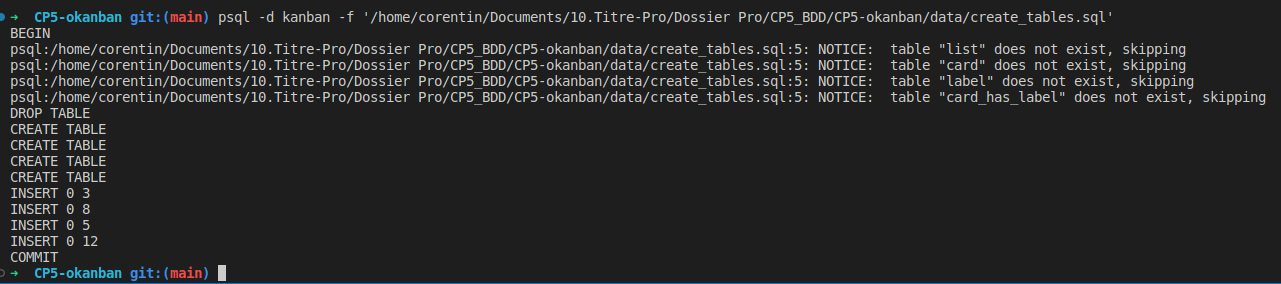 ➜  CP5-okanban git:(main) psql -d kanban -f '/home/corentin/Documents/10.Titre-Pro/Dossier Pro/CP5_BDD/CP5-okanban/data/create_tables.sql'
BEGIN
psql:/home/corentin/Documents/10.Titre-Pro/Dossier Pro/CP5_BDD/CP5-okanban/data/create_tables.sql:5: NOTICE:  table "list" does not exist, skipping
psql:/home/corentin/Documents/10.Titre-Pro/Dossier Pro/CP5_BDD/CP5-okanban/data/create_tables.sql:5: NOTICE:  table "card" does not exist, skipping
psql:/home/corentin/Documents/10.Titre-Pro/Dossier Pro/CP5_BDD/CP5-okanban/data/create_tables.sql:5: NOTICE:  table "label" does not exist, skipping
psql:/home/corentin/Documents/10.Titre-Pro/Dossier Pro/CP5_BDD/CP5-okanban/data/create_tables.sql:5: NOTICE:  table "card_has_label" does not exist, skipping
DROP TABLE
CREATE TABLE
CREATE TABLE
CREATE TABLE
CREATE TABLE
INSERT 0 3
INSERT 0 8
INSERT 0 5
INSERT 0 12
COMMIT
➜  CP5-okanban git:(main)